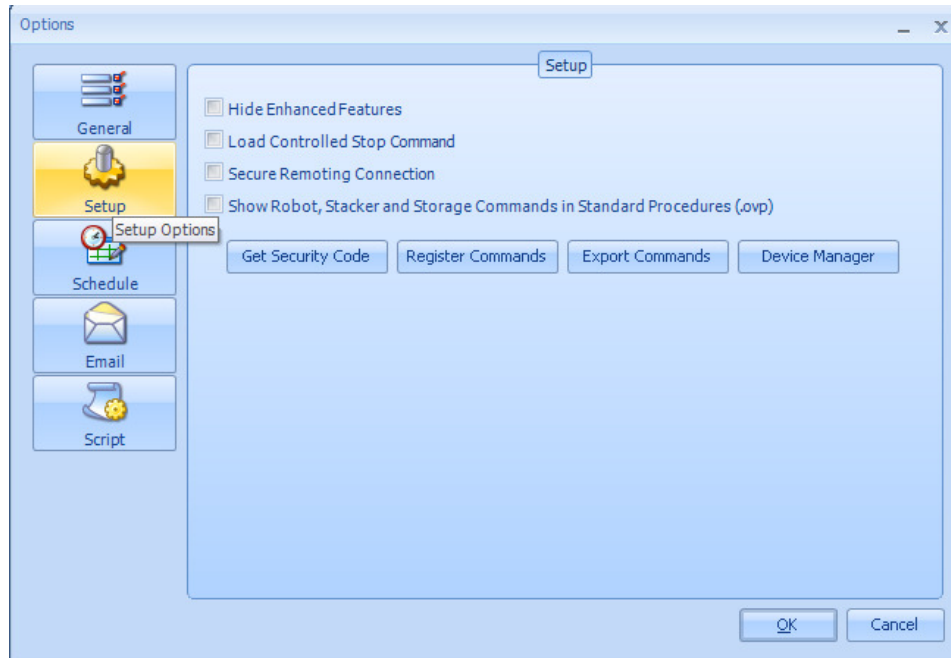 Options
General
Setup
Setup Options
Schedule
Email
Script
Setup
Hide Enhanced Features
Load Controlled Stop Command
Secure Remoting Connection
Show Robot, Stacker and Storage Commands in Standard Procedures (.ovp)
Get Security Code
Register Commands
Export Commands
Device Manager
OK
Cancel